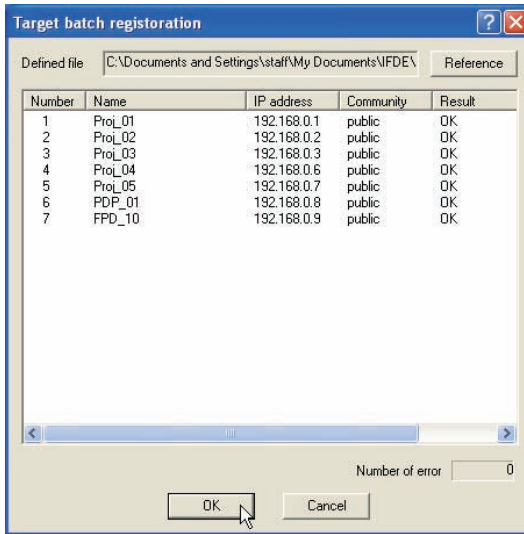 Target batch registoration
Defined file C:\Documents and Settings\staff\My Documents\IFDE\ Reference
Number Name IP address Community Result
1 Proj_01 192.168.0.1 public OK
2 Proj_02 192.168.0.2 public OK
3 Proj_03 192.168.0.3 public OK
4 Proj_04 192.168.0.6 public OK
5 Proj_05 192.168.0.7 public OK
6 PDP_01 192.168.0.8 public OK
7 FPD_10 192.168.0.9 public OK
Number of error 0
OK Cancel